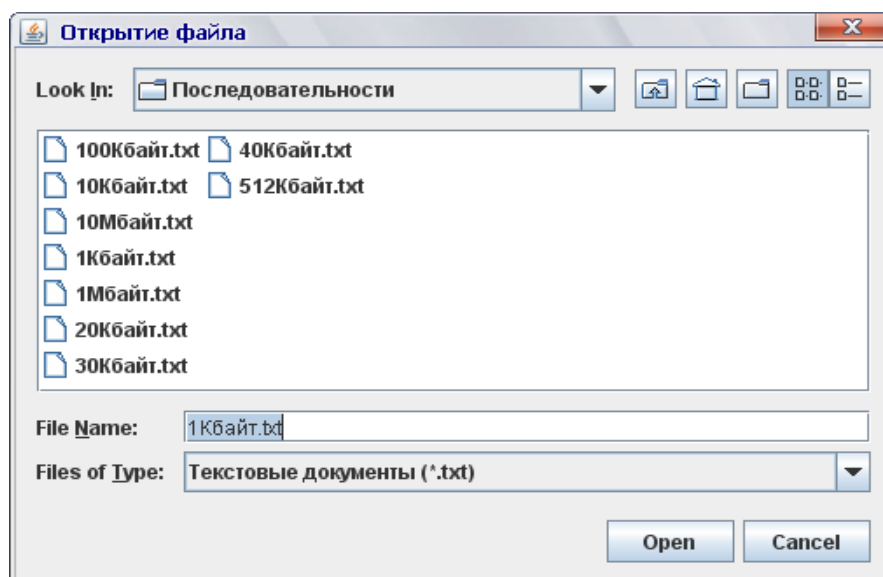 Открытие файла
Look In: Последовательности
100Кбайт.txt 40Кбайт.txt
10Кбайт.txt 512Кбайт.txt
10Мбайт.txt
1Кбайт.txt
1Мбайт.txt
20Кбайт.txt
30Кбайт.txt
File Name: 1Кбайт.txt
Files of Type: Текстовые документы (*.txt)
Open Cancel